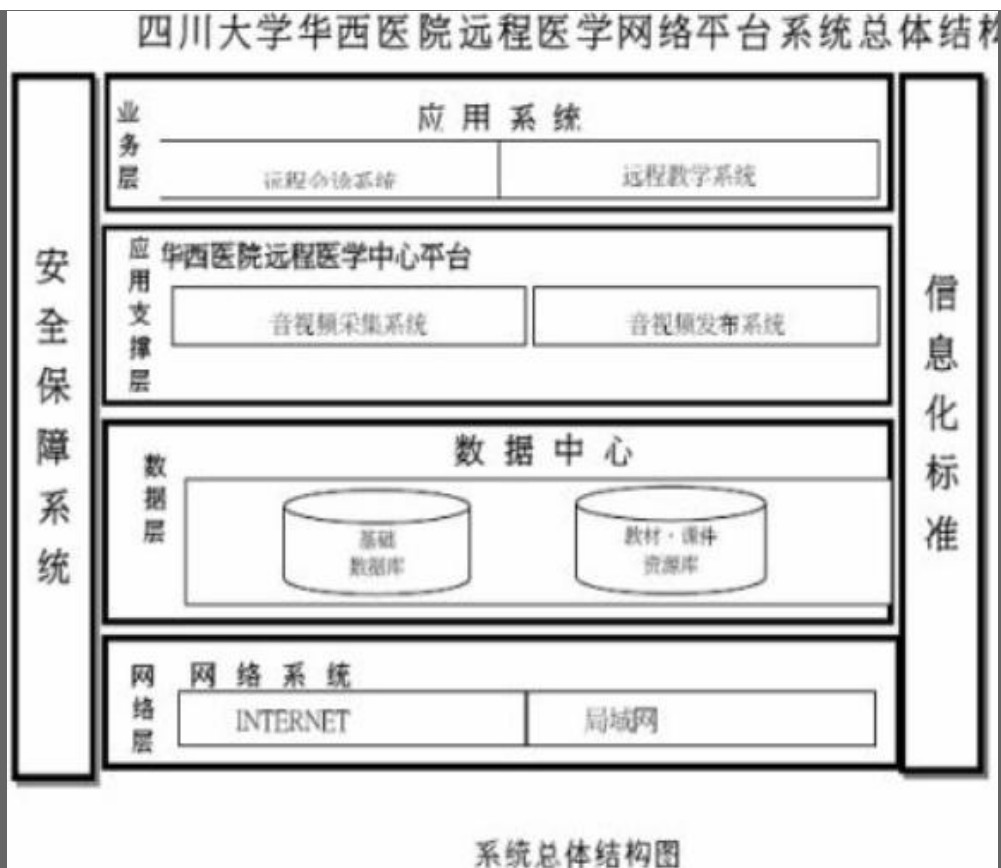 四川大学华西医院远程医学网络平台系统总体结构
安全保障系统
业务层
应用系统
远程会诊系统
远程教学系统
应用支撑层
华西医院远程医学中心平台
音视频采集系统
音视频发布系统
数据层
数据中心
基础
数据库
教材·课件
资源库
网络层
网络系统
INTERNET
局域网
信息化标准
系统总体结构图